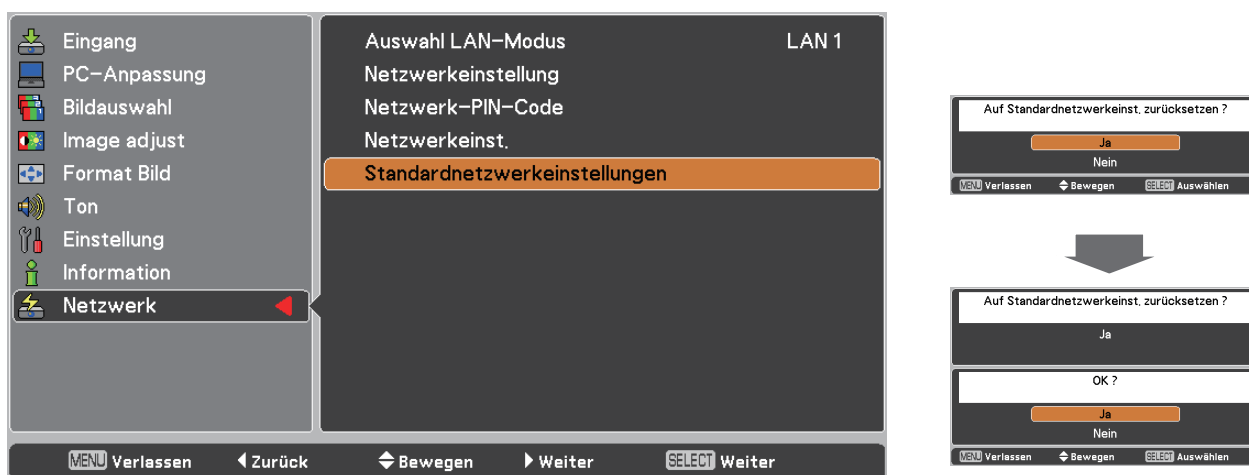 Eingang
PC-Anpassung
Bildauswahl
Image adjust
Format Bild
Ton
Einstellung
Information
Netzwerk
Auswahl LAN-Modus LAN 1
Netzwerkeinstellung
Netzwerk-PIN-Code
Netzwerkeinst.
Standardnetzwerkeinstellungen
MENU Verlassen Zurück Bewegen Weiter SELECT Weiter
Auf Standardnetzwerkeinst. zurücksetzen ?
Ja
Nein
MENU Verlassen Bewegen SELECT Auswählen
Auf Standardnetzwerkeinst. zurücksetzen ?
Ja
OK ?
Ja
Nein
MENU Verlassen Bewegen SELECT Auswählen